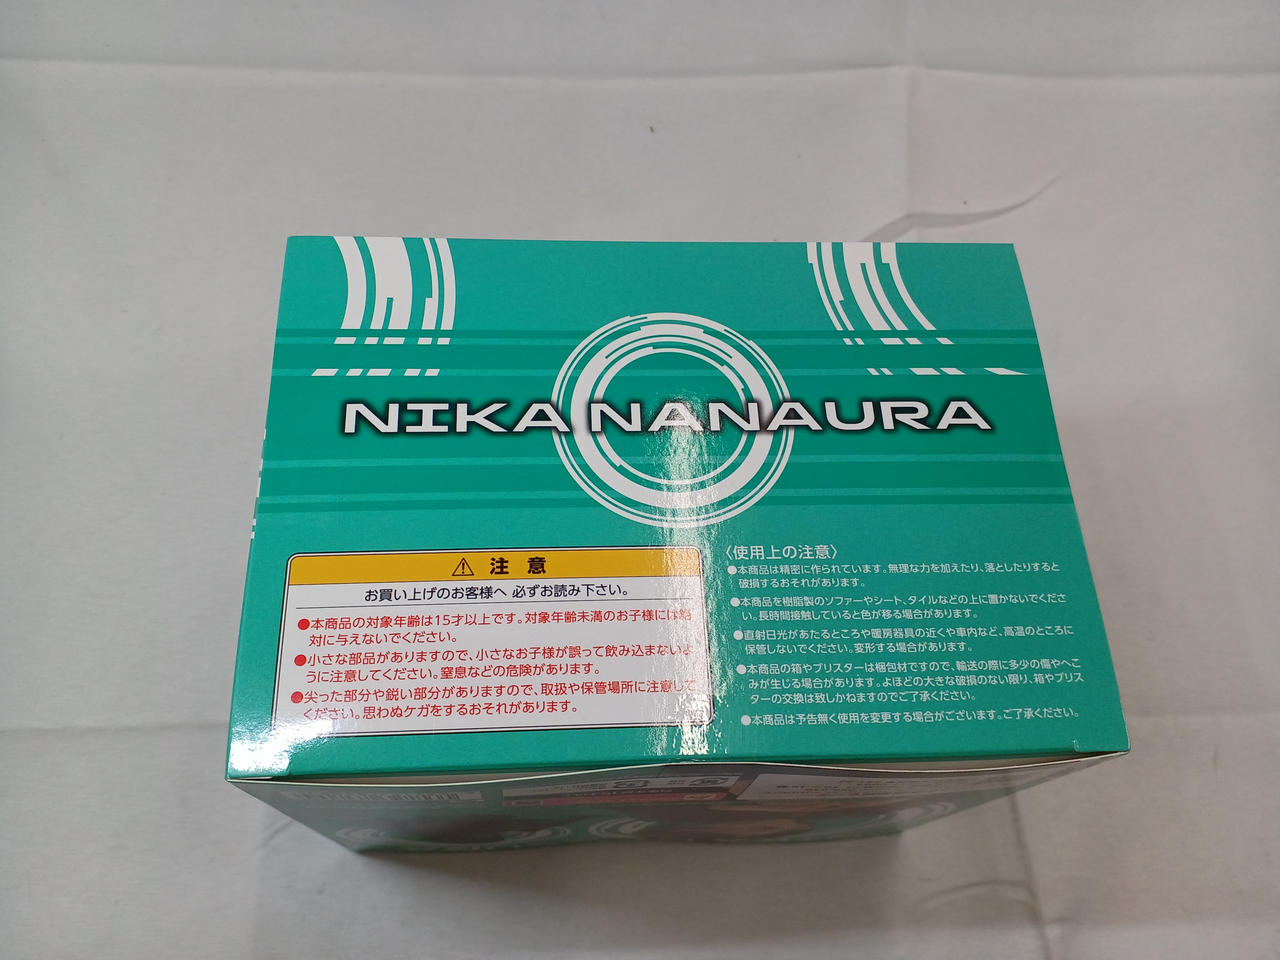 NIKA NANAURA
注意
お買い上げのお客様へ 必ずお読み下さい。
●本商品の対象年齢は15才以上です。対象年齢未満のお子様には絶
対に与えないでください。
●小さな部品がありますので、小さなお子様が誤って飲み込まないよ
うに注意してください。窒息などの危険があります。
●尖った部分や鋭い部分がありますので、取扱や保管場所に注意して
ください。思わぬケガをするおそれがあります。
〈使用上の注意〉
●本商品は精密に作られています。無理な力を加えたり、落としたりすると
破損するおそれがあります。
●本商品を樹脂製のソファーやシート、タイルなどの上に置かないでくださ
い。長時間接触していると色が移る場合があります。
●直射日光があたるところや暖房器具の近くや車内など、高温のところに
保管しないでください。変形する場合があります。
●本商品の箱やブリスターは梱包材ですので、輸送の際に多少の傷やへこ
みが生じる場合があります。よほどの大きな破損のない限り、箱やブリス
ターの交換は致しかねますのでご了承ください。
●本商品は予告無く使用を変更する場合がございます。ご了承ください。